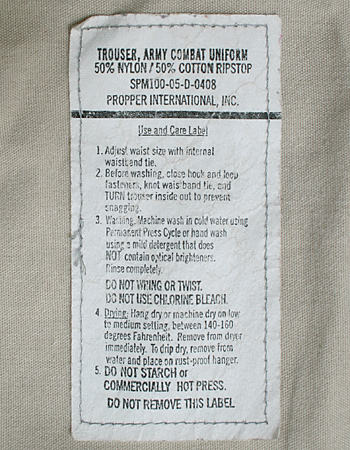 TROUSER, ARMY COMBAT UNIFORM
50% NYLON / 50% COTTON RIPSTOP
SPM100-05-D-0408
PROPPER INTERNATIONAL, INC.
Use and Care Label
1. Adjust waist size with internal
waistband tie.
2. Before washing, close hook and loop
fasteners, knot waistband tie, and
TURN trouser inside out to prevent
snagging.
3. Washing. Machine wash in cold water using
Permanent Press Cycle or hand wash
using a mild detergent that does
NOT contain optical brighteners.
Rinse completely.
DO NOT WRING OR TWIST.
DO NOT USE CHLORINE BLEACH.
4. Drying: Hang dry or machine dry on low
to medium setting, between 140-160
degrees Fahrenheit. Remove from dryer
immediately. To drip dry, remove from
water and place on rust-proof hanger.
5. DO NOT STARCH or
COMMERCIALLY HOT PRESS.
DO NOT REMOVE THIS LABEL